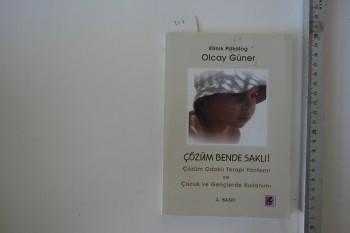 Klinik Psikolog
Olcay Güner
ÇÖZÜM BENDE SAKLI!
Çözüm Odaklı Terapi Yöntemi
ve
Çocuk ve Gençlerde Kullanımı
2. BASKI